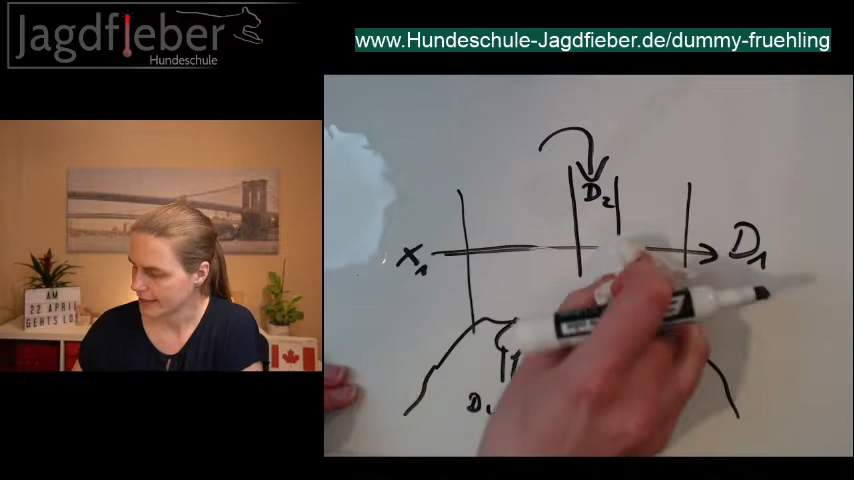 Jagdfieber
Hundeschule
www.Hundeschule-Jagdfieber.de/dummy-fruehling
AM
22 APRIL
GEHTS LOS
D2
X1
D1